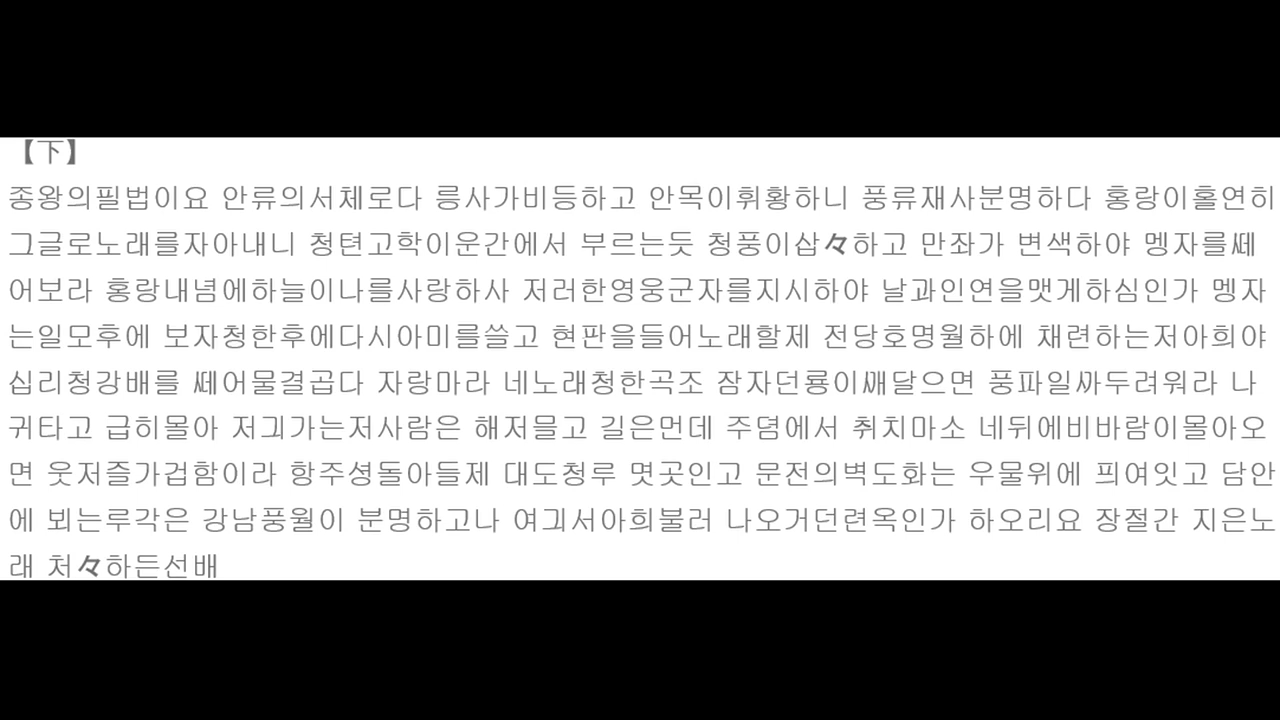 【下】
종왕의필법이요 안류의서체로다 릉사가비등하고 안목이휘황하니 풍류재사분명하다 홍랑이홀연히
그글로노래를자아내니 청텬고학이운간에서 부르는듯 청풍이삽々하고 만좌가 변색하야 멩자를ᄯᅦ
어보라 홍랑내념에하늘이나를사랑하사 저러한영웅군자를지시하야 날과인연을맷게하심인가 멩자
는일모후에 보자청한후에다시아미를쓸고 현판을들어노래할제 전당호명월하에 채련하는저아희야
십리청강배를 ᄯᅦ어물결곱다 자랑마라 네노래청한곡조 잠자던룡이ᄭᅢ달으면 풍파일ᄭᅡ두려워라 나
귀타고 급히몰아 저긔가는저사람은 해저믈고 길은먼데 주뎜에서 취치마소 네뒤에비바람이몰아오
면 웃저즐가겁함이라 항주셩돌아들제 대도청루 몃곳인고 문전의벽도화는 우물위에 픠여잇고 담안
에 뵈는루각은 강남풍월이 분명하고나 여긔서아희불러 나오거던련옥인가 하오리요 장절간 지은노
래 처々하든선배